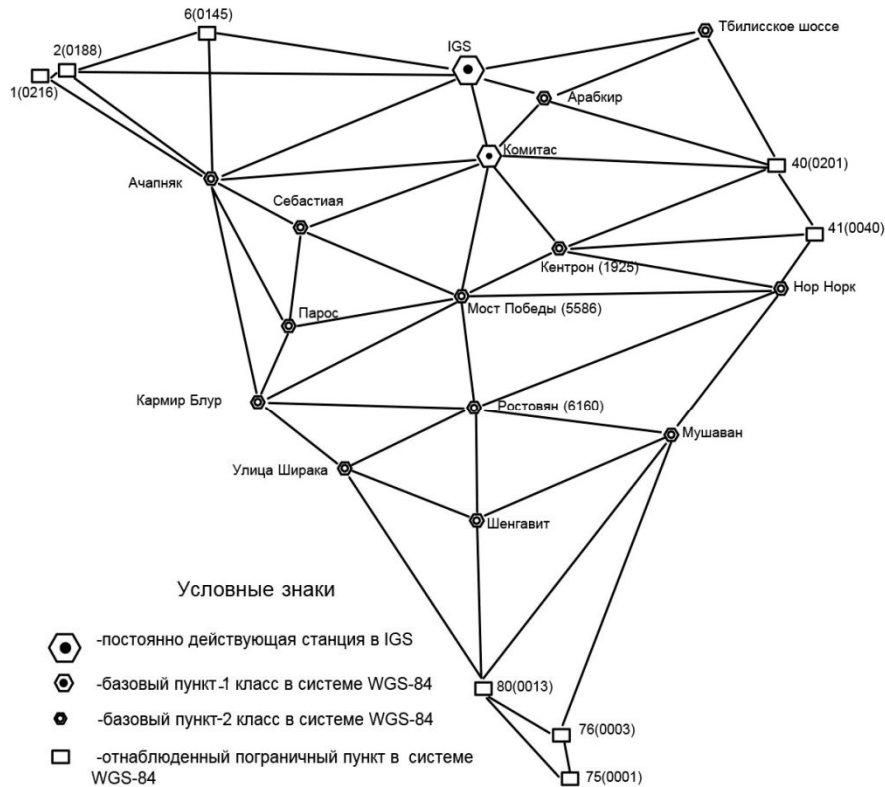 6(0145)
Тбилисское шоссе
IGS
2(0188)
1(0216)
Арабкир
Комитас
40(0201)
Ачапняк
Себастиая
41(0040)
Кентрон (1925)
Нор Норк
Мост Победы (5586)
Парос
Кармир Блур
Ростовян (6160)
Мушаван
Улица Ширака
Шенгавит
Условные знаки
-постоянно действующая станция в IGS
-базовый пункт-1 класс в системе WGS-84
80(0013)
-базовый пункт-2 класс в системе WGS-84
76(0003)
-отнаблюденный пограничный пункт в системе
WGS-84
75(0001)